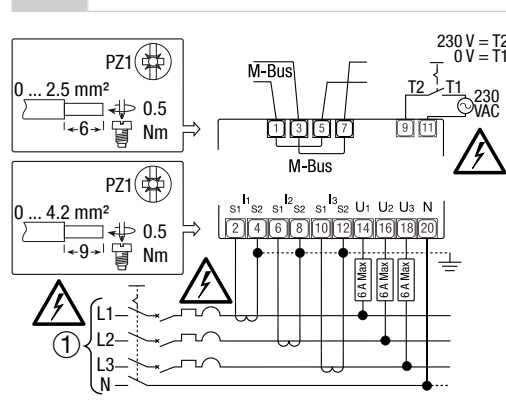 PZ1
0 ... 2.5 mm²
6
0.5
Nm
PZ1
0 ... 4.2 mm²
9
0.5
Nm
230 V = T2
0 V = T1
M-Bus
T2 T1
230
VAC
1 3 5 7 9 11
M-Bus
I1 I2 I3
S1 S2 S1 S2 S1 S2 U1 U2 U3 N
2 4 6 8 10 12 14 16 18 20
6 A Max 6 A Max 6 A Max
1
L1
L2
L3
N